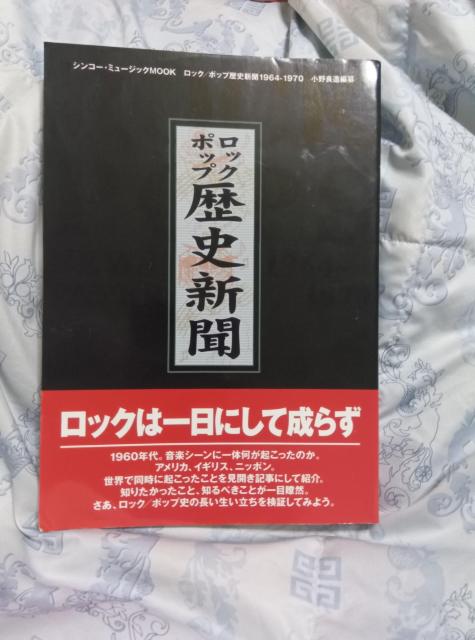 シンコー・ミュージックMOOK ロック/ポップ歴史新聞1964-1970 小野良造編纂
ロック
ポップ
歴史新聞
ロックは一日にして成らず
1960年代。音楽シーンに一体何が起こったのか。
アメリカ、イギリス、ニッポン。
世界で同時に起こったことを見開き記事にして紹介。
知りたかったこと、知るべきことが一目瞭然。
さあ、ロック/ポップ史の長い生い立ちを検証してみよう。